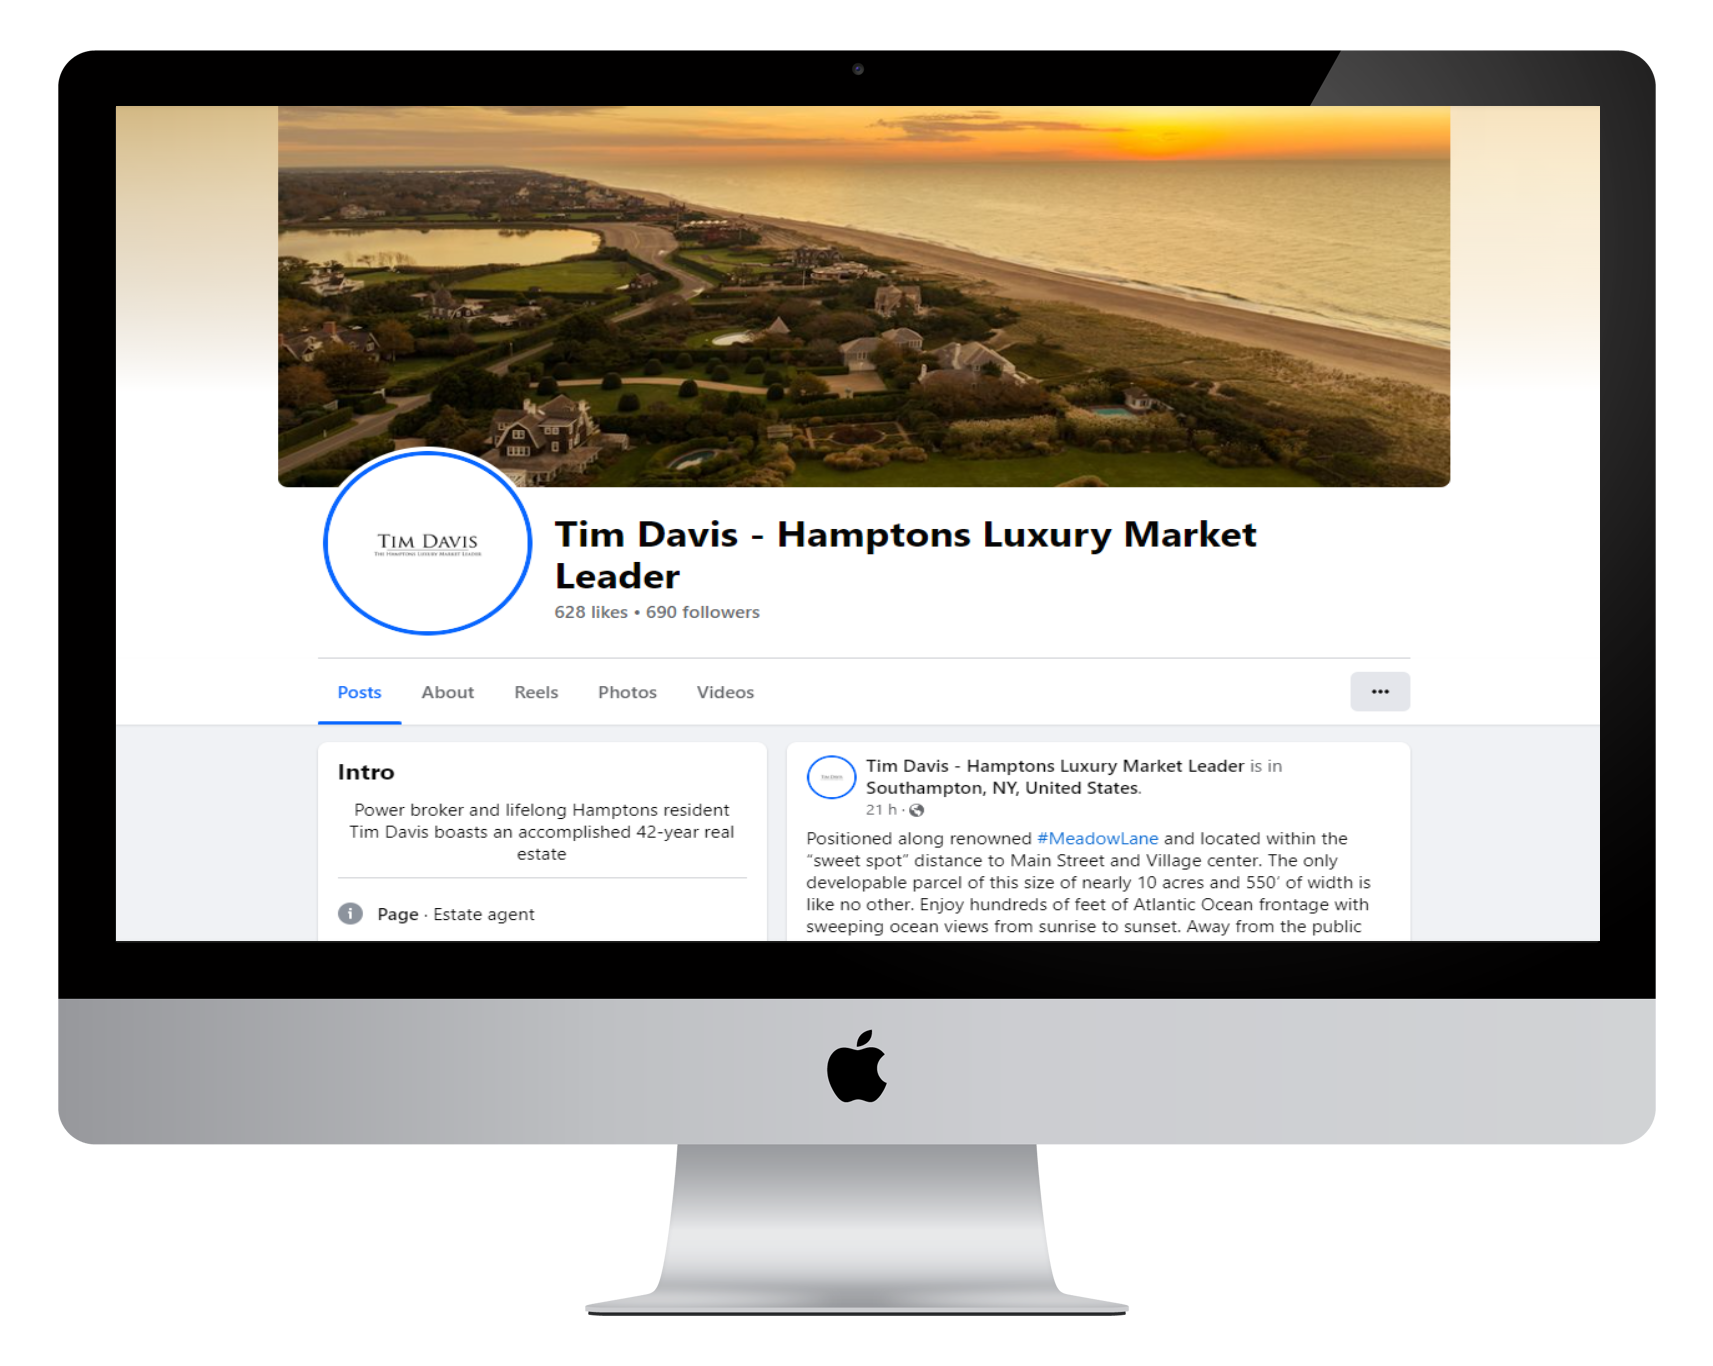 TIM DAVIS
THE HAMPTONS LUXURY MARKET LEADER
Tim Davis - Hamptons Luxury Market
Leader
628 likes • 690 followers
Posts
About
Reels
Photos
Videos
•••
Intro
Power broker and lifelong Hamptons resident
Tim Davis boasts an accomplished 42-year real
estate
Page · Estate agent
Tim Davis
Tim Davis - Hamptons Luxury Market Leader is in
Southampton, NY, United States.
21 h ·
Positioned along renowned #MeadowLane and located within the
“sweet spot” distance to Main Street and Village center. The only
developable parcel of this size of nearly 10 acres and 550’ of width is
like no other. Enjoy hundreds of feet of Atlantic Ocean frontage with
sweeping ocean views from sunrise to sunset. Away from the public